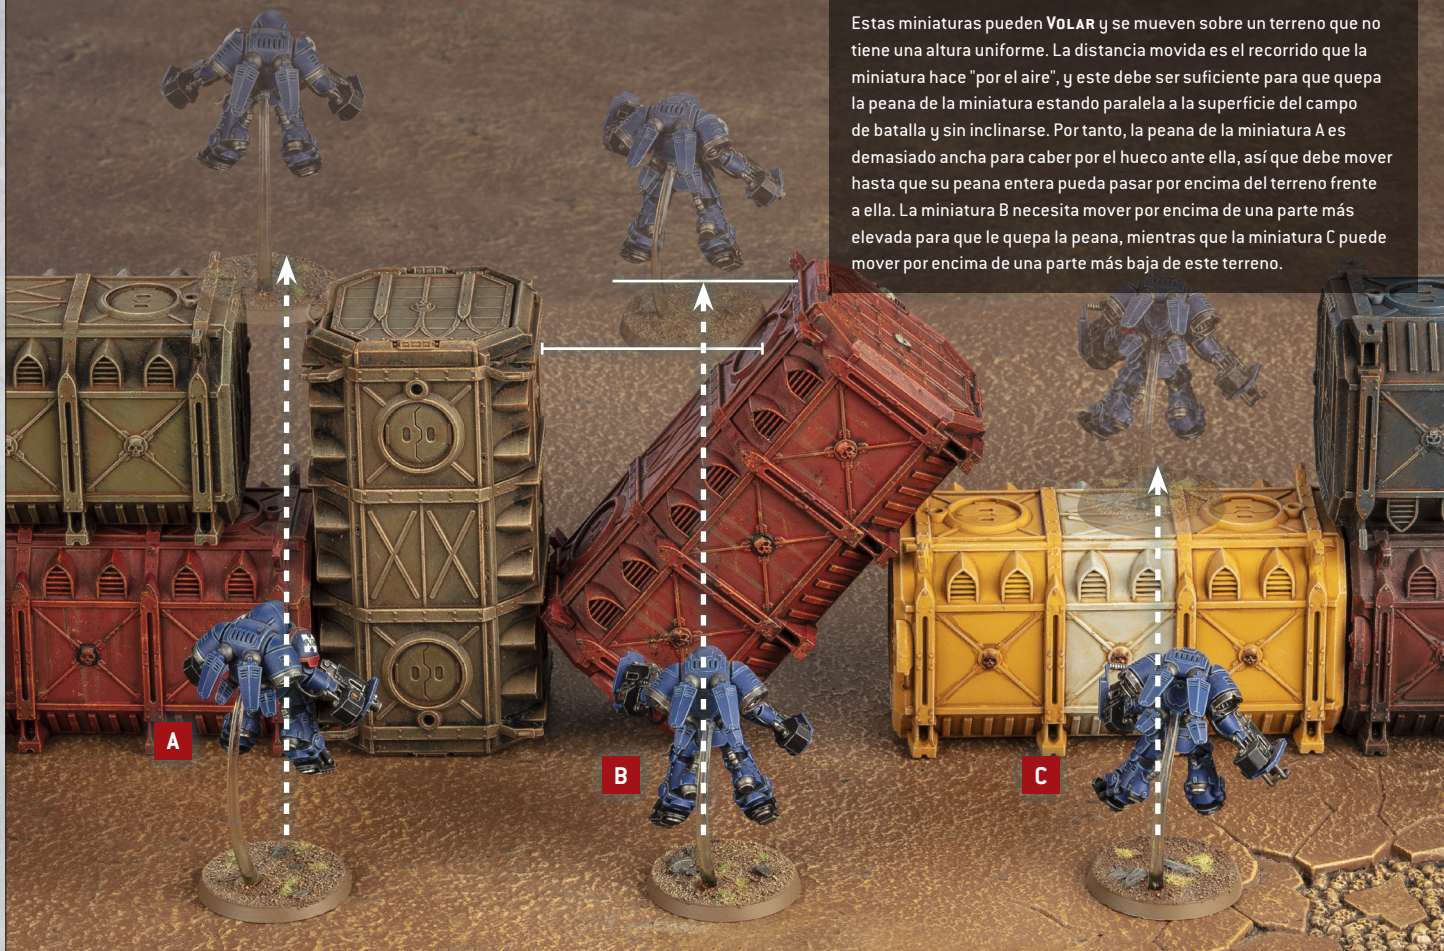 Estas miniaturas pueden VOLAR y se mueven sobre un terreno que no
tiene una altura uniforme. La distancia movida es el recorrido que la
miniatura hace "por el aire", y este debe ser suficiente para que quepa
la peana de la miniatura estando paralela a la superficie del campo
de batalla y sin inclinarse. Por tanto, la peana de la miniatura A es
demasiado ancha para caber por el hueco ante ella, así que debe mover
hasta que su peana entera pueda pasar por encima del terreno frente
a ella. La miniatura B necesita mover por encima de una parte más
elevada para que le quepa la peana, mientras que la miniatura C puede
mover por encima de una parte más baja de este terreno.
A
B
C